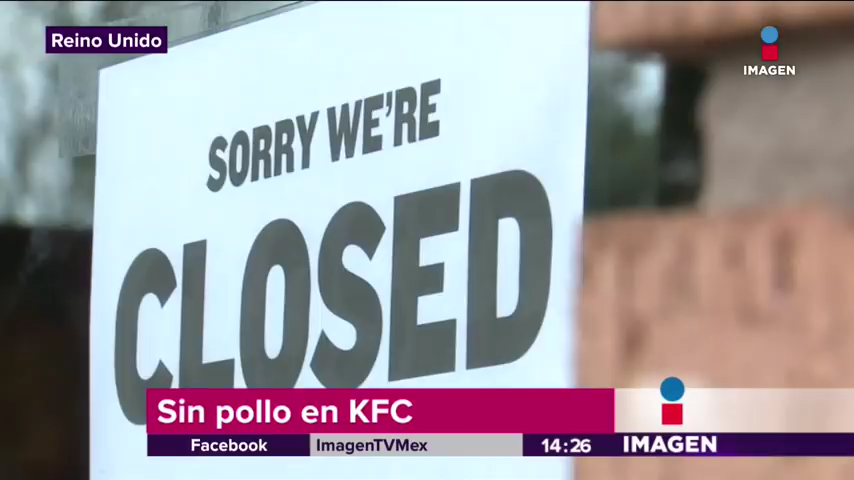 Reino Unido
IMAGEN
SORRY WE'RE
CLOSED
Sin pollo en KFC
Facebook
ImagenTVMex
14:26
IMAGEN